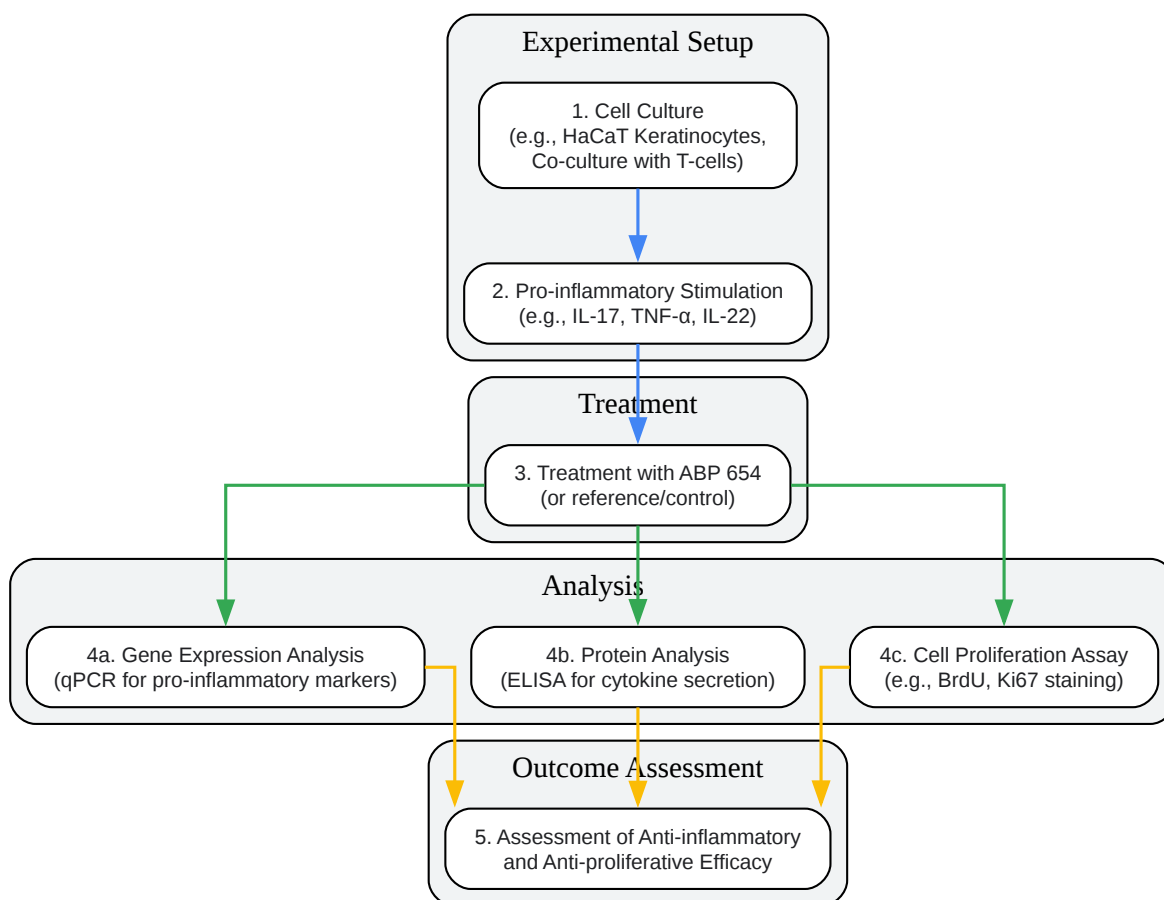 Experimental Setup
1. Cell Culture
(e.g., HaCaT Keratinocytes,
Co-culture with T-cells)
2. Pro-inflammatory Stimulation
(e.g., IL-17, TNF-α, IL-22)
Treatment
3. Treatment with ABP 654
(or reference/control)
Analysis
4a. Gene Expression Analysis
(qPCR for pro-inflammatory markers)
4b. Protein Analysis
(ELISA for cytokine secretion)
4c. Cell Proliferation Assay
(e.g., BrdU, Ki67 staining)
Outcome Assessment
5. Assessment of Anti-inflammatory
and Anti-proliferative Efficacy